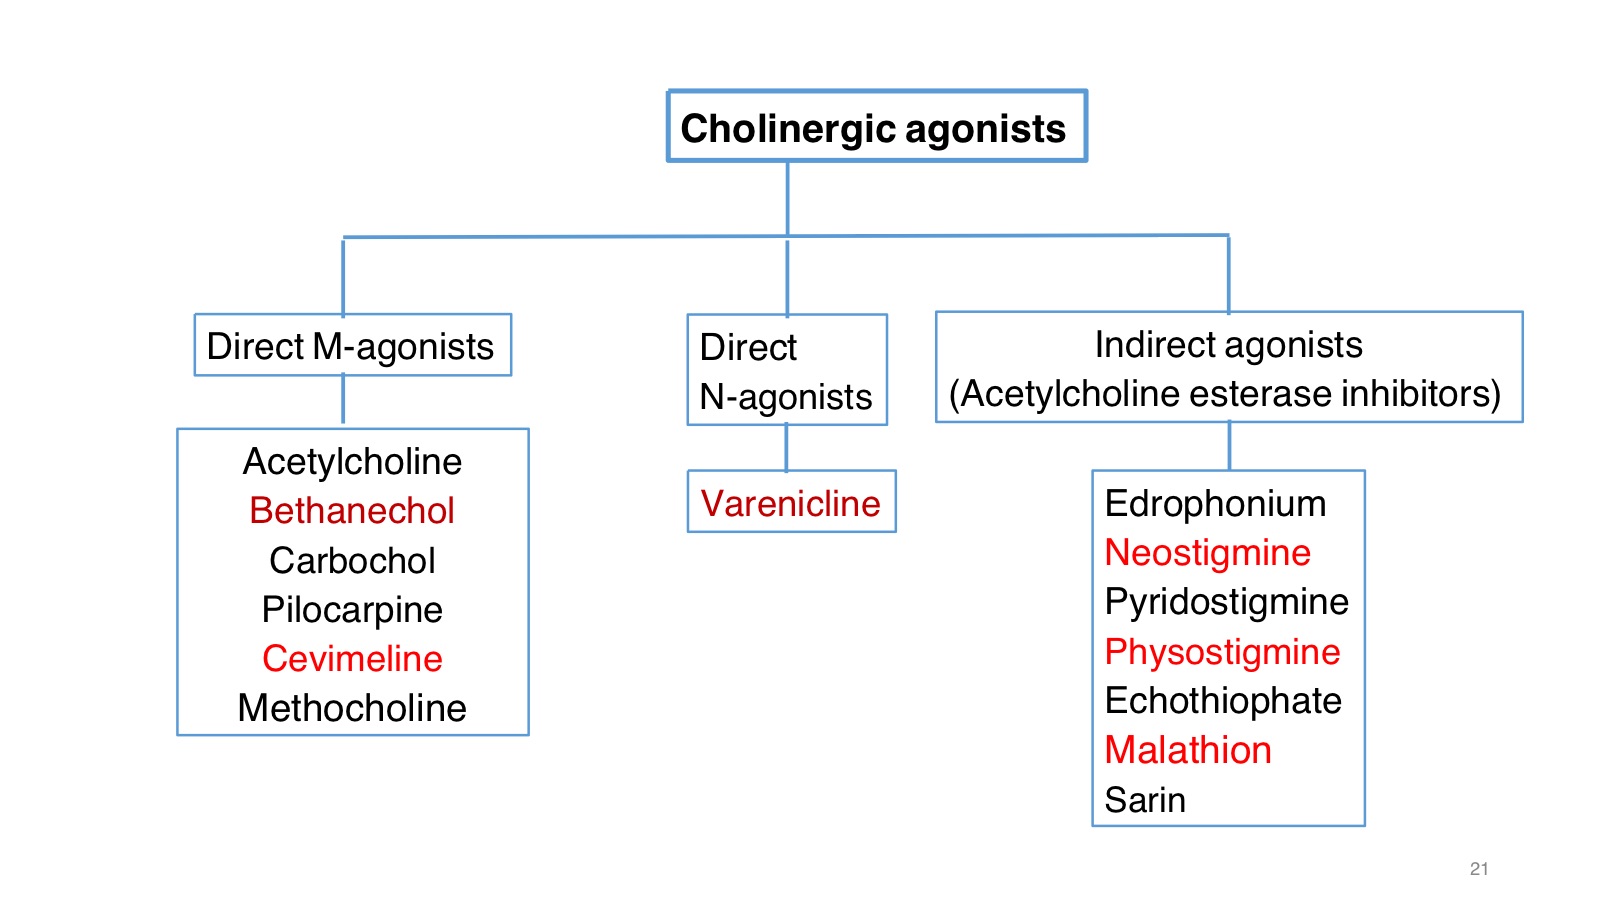 Cholinergic agonists
Direct M-agonists
Acetylcholine
Bethanechol
Carbochol
Pilocarpine
Cevimeline
Methocholine
Direct
N-agonists
Varenicline
Indirect agonists
(Acetylcholine esterase inhibitors)
Edrophonium
Neostigmine
Pyridostigmine
Physostigmine
Echothiophate
Malathion
Sarin
21